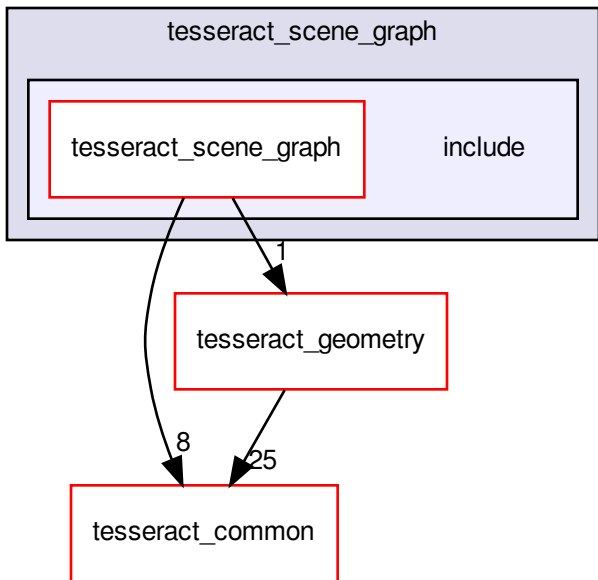 tesseract_scene_graph
tesseract_scene_graph
include
1
tesseract_geometry
8
25
tesseract_common